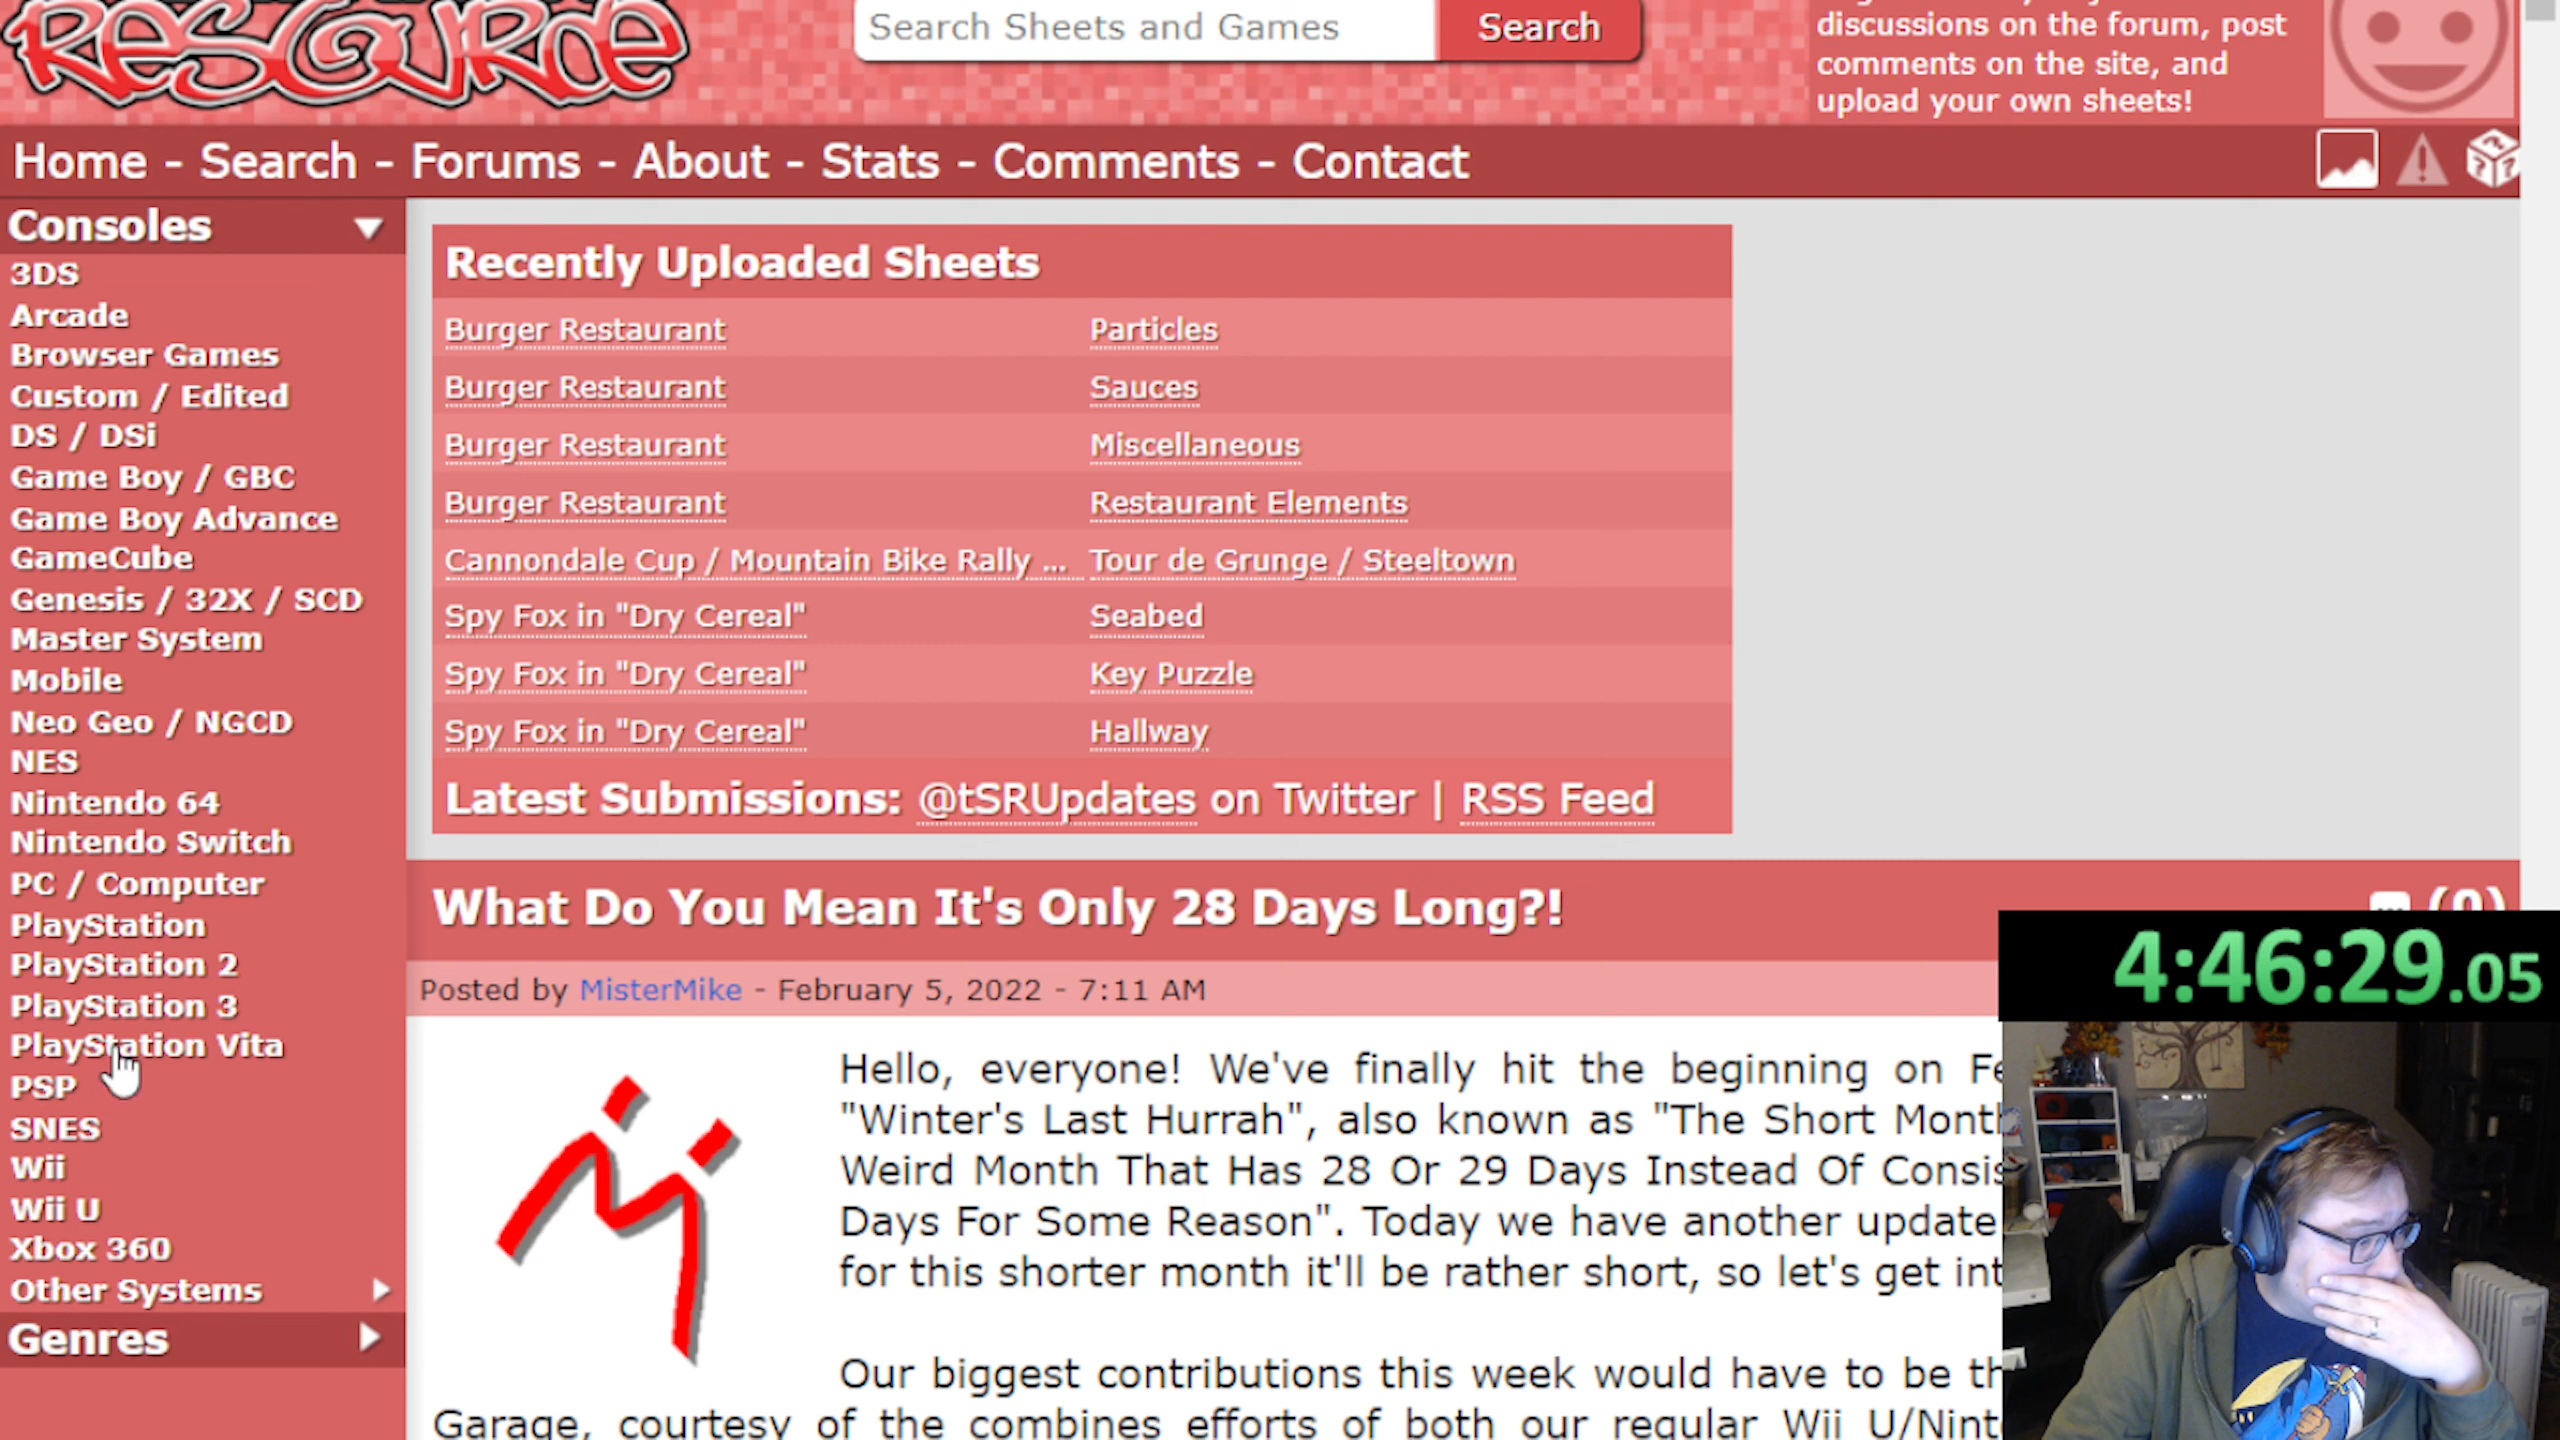 ReSOURCe
Search Sheets and Games
Search
discussions on the forum, post
comments on the site, and
upload your own sheets!
Home - Search - Forums - About - Stats - Comments - Contact
Consoles
3DS
Arcade
Browser Games
Custom / Edited
DS / DSi
Game Boy / GBC
Game Boy Advance
GameCube
Genesis / 32X / SCD
Master System
Mobile
Neo Geo / NGCD
NES
Nintendo 64
Nintendo Switch
PC / Computer
PlayStation
PlayStation 2
PlayStation 3
PlayStation Vita
PSP
SNES
Wii
Wii U
Xbox 360
Other Systems
Genres
Recently Uploaded Sheets
Burger Restaurant Particles
Burger Restaurant Sauces
Burger Restaurant Miscellaneous
Burger Restaurant Restaurant Elements
Cannondale Cup / Mountain Bike Rally ... Tour de Grunge / Steeltown
Spy Fox in "Dry Cereal" Seabed
Spy Fox in "Dry Cereal" Key Puzzle
Spy Fox in "Dry Cereal" Hallway
Latest Submissions: @tSRUpdates on Twitter | RSS Feed
What Do You Mean It's Only 28 Days Long?! (0)
Posted by MisterMike - February 5, 2022 - 7:11 AM
4:46:29.05
Hello, everyone! We've finally hit the beginning on Fe
"Winter's Last Hurrah", also known as "The Short Month
Weird Month That Has 28 Or 29 Days Instead Of Consis
Days For Some Reason". Today we have another update
for this shorter month it'll be rather short, so let's get int
Our biggest contributions this week would have to be th
Garage, courtesy of the combines efforts of both our regular Wii U/Nint